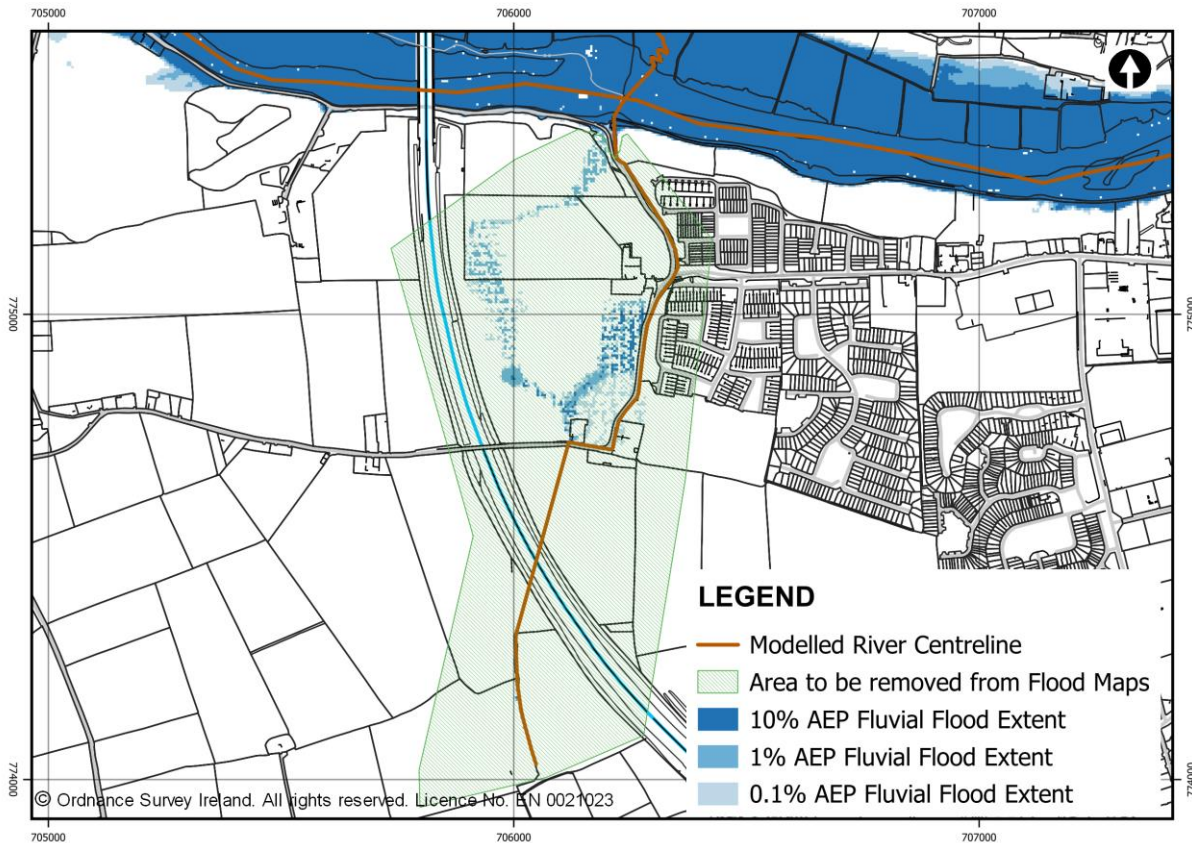 705000
706000
707000
775000
775000
LEGEND
Modelled River Centreline
Area to be removed from Flood Maps
10% AEP Fluvial Flood Extent
1% AEP Fluvial Flood Extent
0.1% AEP Fluvial Flood Extent
774000
774000
© Ordnance Survey Ireland. All rights reserved. Licence No. EN 0021023
705000
706000
707000